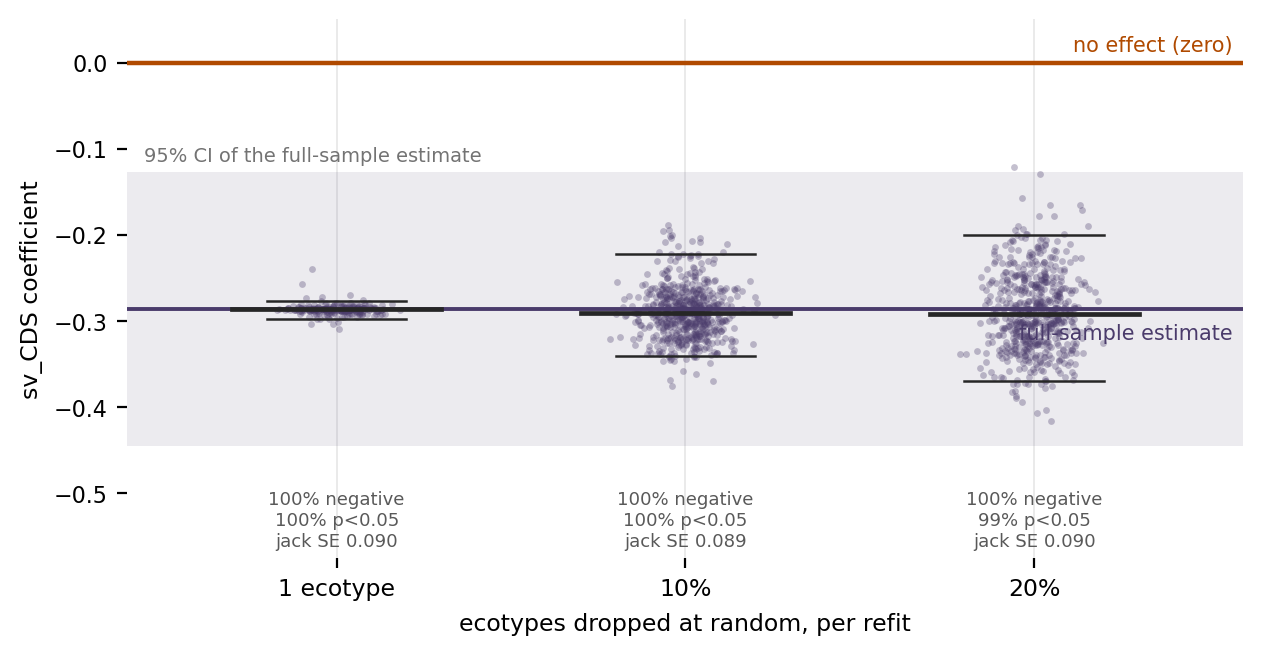 no effect (zero)
0.0
−0.1
95% CI of the full-sample estimate
−0.2
−0.3
full-sample estimate
−0.4
−0.5
sv_CDS coefficient
100% negative
100% p<0.05
jack SE 0.090
100% negative
100% p<0.05
jack SE 0.089
100% negative
99% p<0.05
jack SE 0.090
1 ecotype
10%
20%
ecotypes dropped at random, per refit